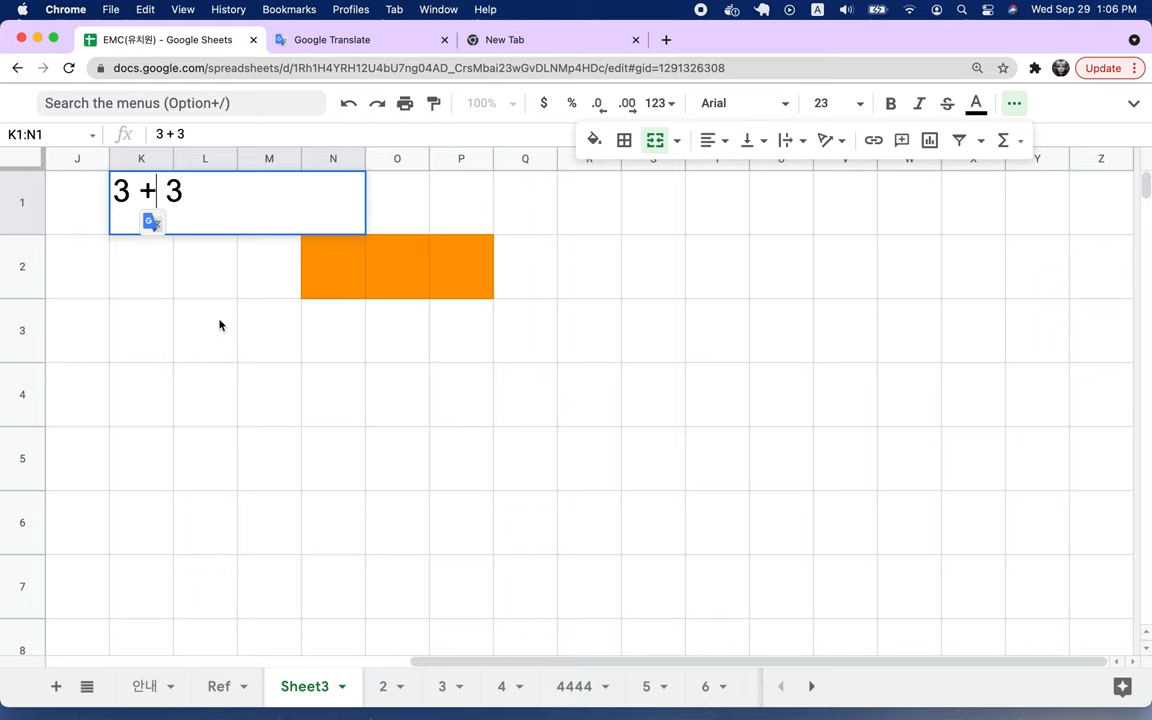 Chrome File Edit View History Bookmarks Profiles Tab Window Help A Wed Sep 29 1:06 PM
EMC(유치원) - Google Sheets Google Translate New Tab
docs.google.com/spreadsheets/d/1Rh1H4YRH12U4bU7ng04AD_CrsMbai23wGvDLNMp4HDc/edit#gid=1291326308 Update
Search the menus (Option+/) 100% $ % .0 .00 123 Arial 23 B I S A
K1:N1 fx 3 + 3
J K L M N O P Q R S T U V W X Y Z
1 3 + 3
2
3
4
5
6
7
8
안내 Ref Sheet3 2 3 4 4444 5 6